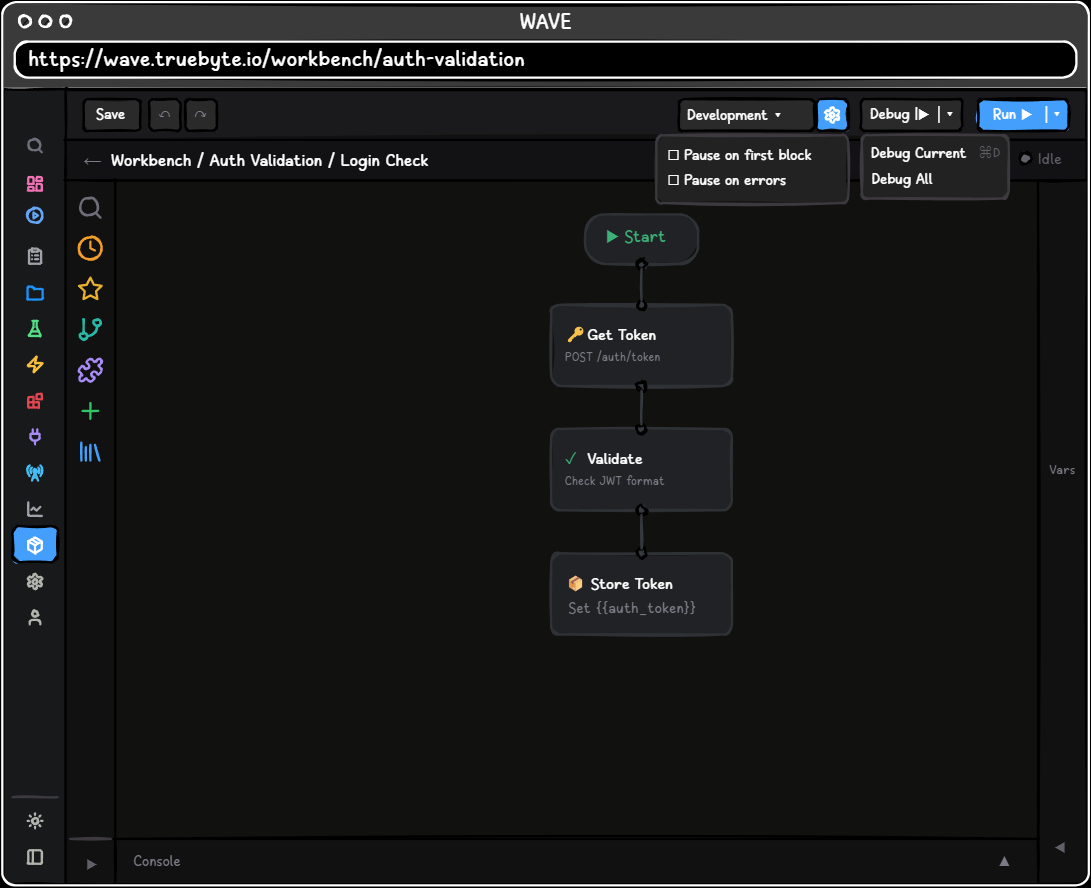 WAVE
https://wave.truebyte.io/workbench/auth-validation
Save
Development
Debug
Run
← Workbench / Auth Validation / Login Check
Pause on first block
Pause on errors
Debug Current ⌘D
Debug All
Idle
Start
Get Token
POST /auth/token
Validate
Check JWT format
Vars
Store Token
Set {{auth_token}}
Console